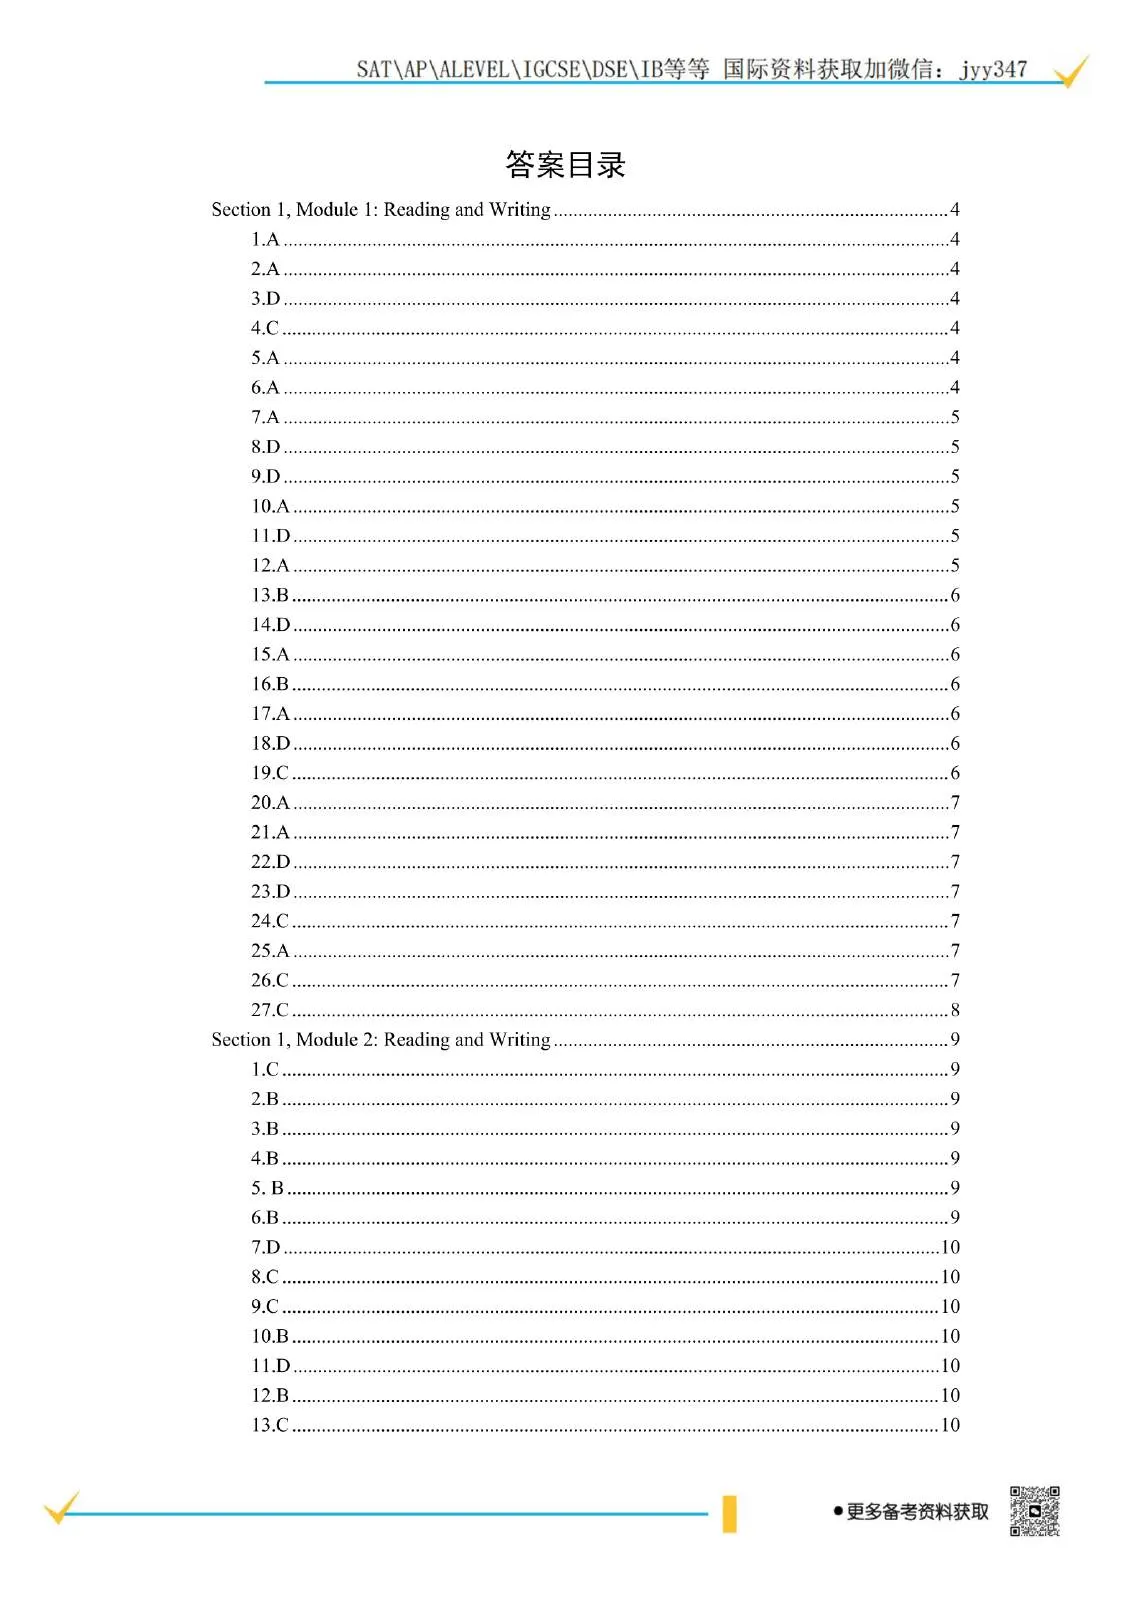 SAT\AP\ALEVEL\IGCSE\DSE\IB等等 国际资料获取加微信：jyy347
答案目录
Section 1, Module 1: Reading and Writing........................................4
1.A........................................4
2.A........................................4
3.D........................................4
4.C........................................4
5.A........................................4
6.A........................................4
7.A........................................5
8.D........................................5
9.D........................................5
10.A........................................5
11.D........................................5
12.A........................................5
13.B........................................6
14.D........................................6
15.A........................................6
16.B........................................6
17.A........................................6
18.D........................................6
19.C........................................6
20.A........................................7
21.A........................................7
22.D........................................7
23.D........................................7
24.C........................................7
25.A........................................7
26.C........................................7
27.C........................................8
Section 1, Module 2: Reading and Writing........................................9
1.C........................................9
2.B........................................9
3.B........................................9
4.B........................................9
5. B........................................9
6.B........................................9
7.D........................................10
8.C........................................10
9.C........................................10
10.B........................................10
11.D........................................10
12.B........................................10
13.C........................................10
●更多备考资料获取